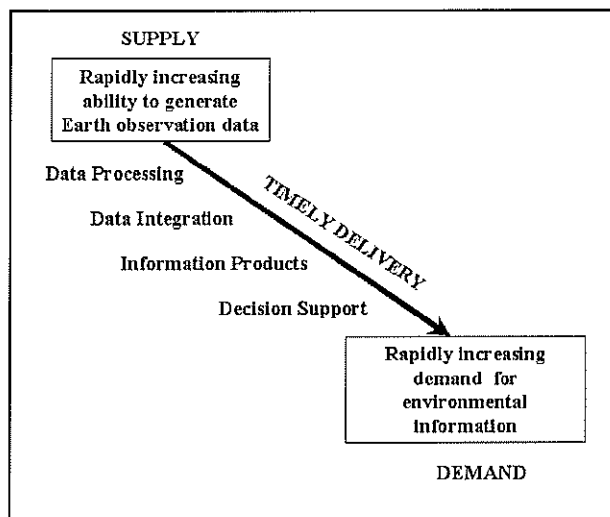 SUPPLY
Rapidly increasing
ability to generate
Earth observation data
Data Processing
TIMELY DELIVERY
Data Integration
Information Products
Decision Support
Rapidly increasing
demand for
environmental
information
DEMAND